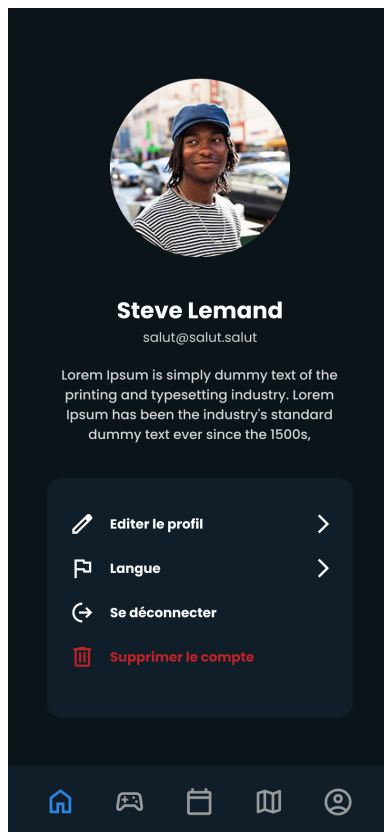 Steve Lemand
salut@salut.salut
Lorem Ipsum is simply dummy text of the
printing and typesetting industry. Lorem
Ipsum has been the industry's standard
dummy text ever since the 1500s,
Editer le profil
Langue
Se déconnecter
Supprimer le compte